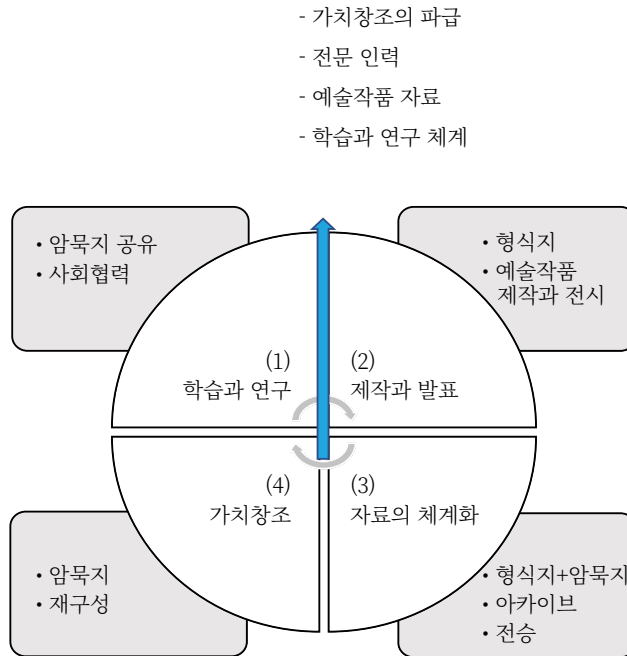 - 가치창조의 파급
- 전문 인력
- 예술작품 자료
- 학습과 연구 체계
• 암묵지 공유
• 사회협력
• 형식지
• 예술작품
제작과 전시
(1)
학습과 연구
(2)
제작과 발표
(4)
가치창조
(3)
자료의 체계화
• 암묵지
• 재구성
• 형식지+암묵지
• 아카이브
• 전승